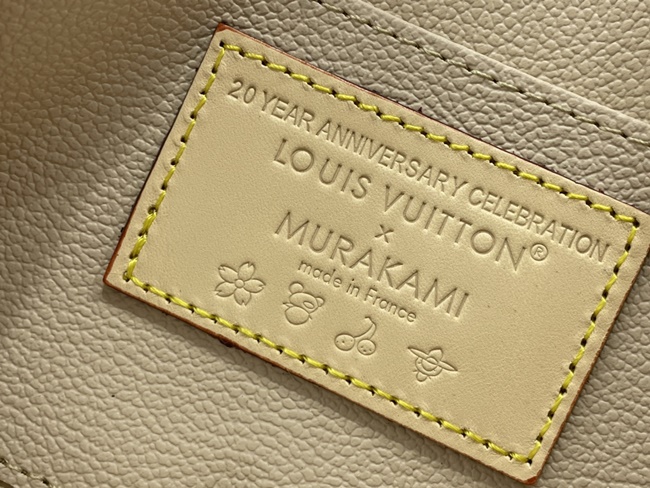 20 YEAR ANNIVERSARY CELEBRATION
LOUIS VUITTON®
×
MURAKAMI
made in France